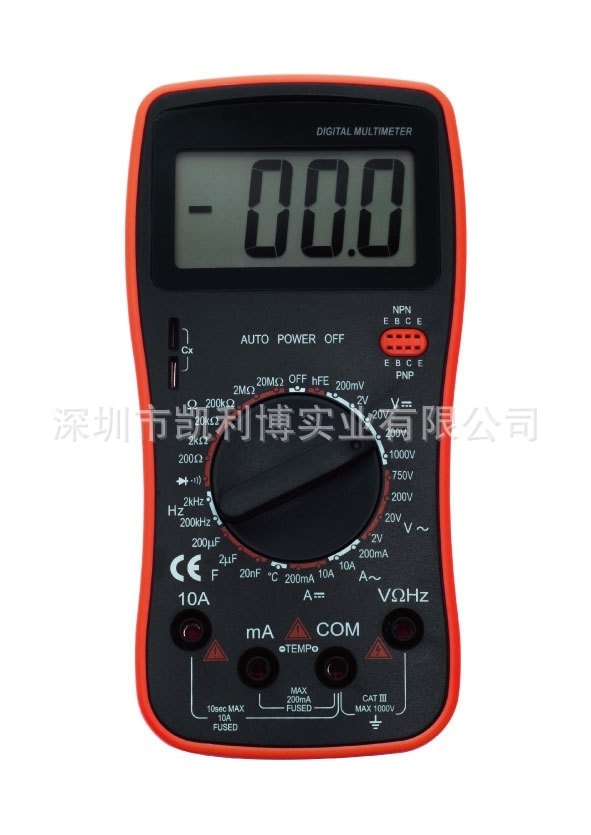 DIGITAL MULTIMETER
- 00.0
NPN
E B C E
E B C E
PNP
Cx
AUTO POWER OFF
OFF
hFE
200mV
2V
20V
200V
1000V
V⎓
750V
200V
20V
2V
V~
200mA
10A
A~
10A
200mA
A⎓
℃
20nF
2μF
200μF
F
200kHz
2kHz
Hz
200Ω
2kΩ
20kΩ
200kΩ
2MΩ
20MΩ
Ω
深圳市凯利博实业有限公司
CE
10A
mA
COM
VΩHz
TEMP
10sec MAX
10A
FUSED
MAX
200mA
FUSED
CAT III
MAX 1000V